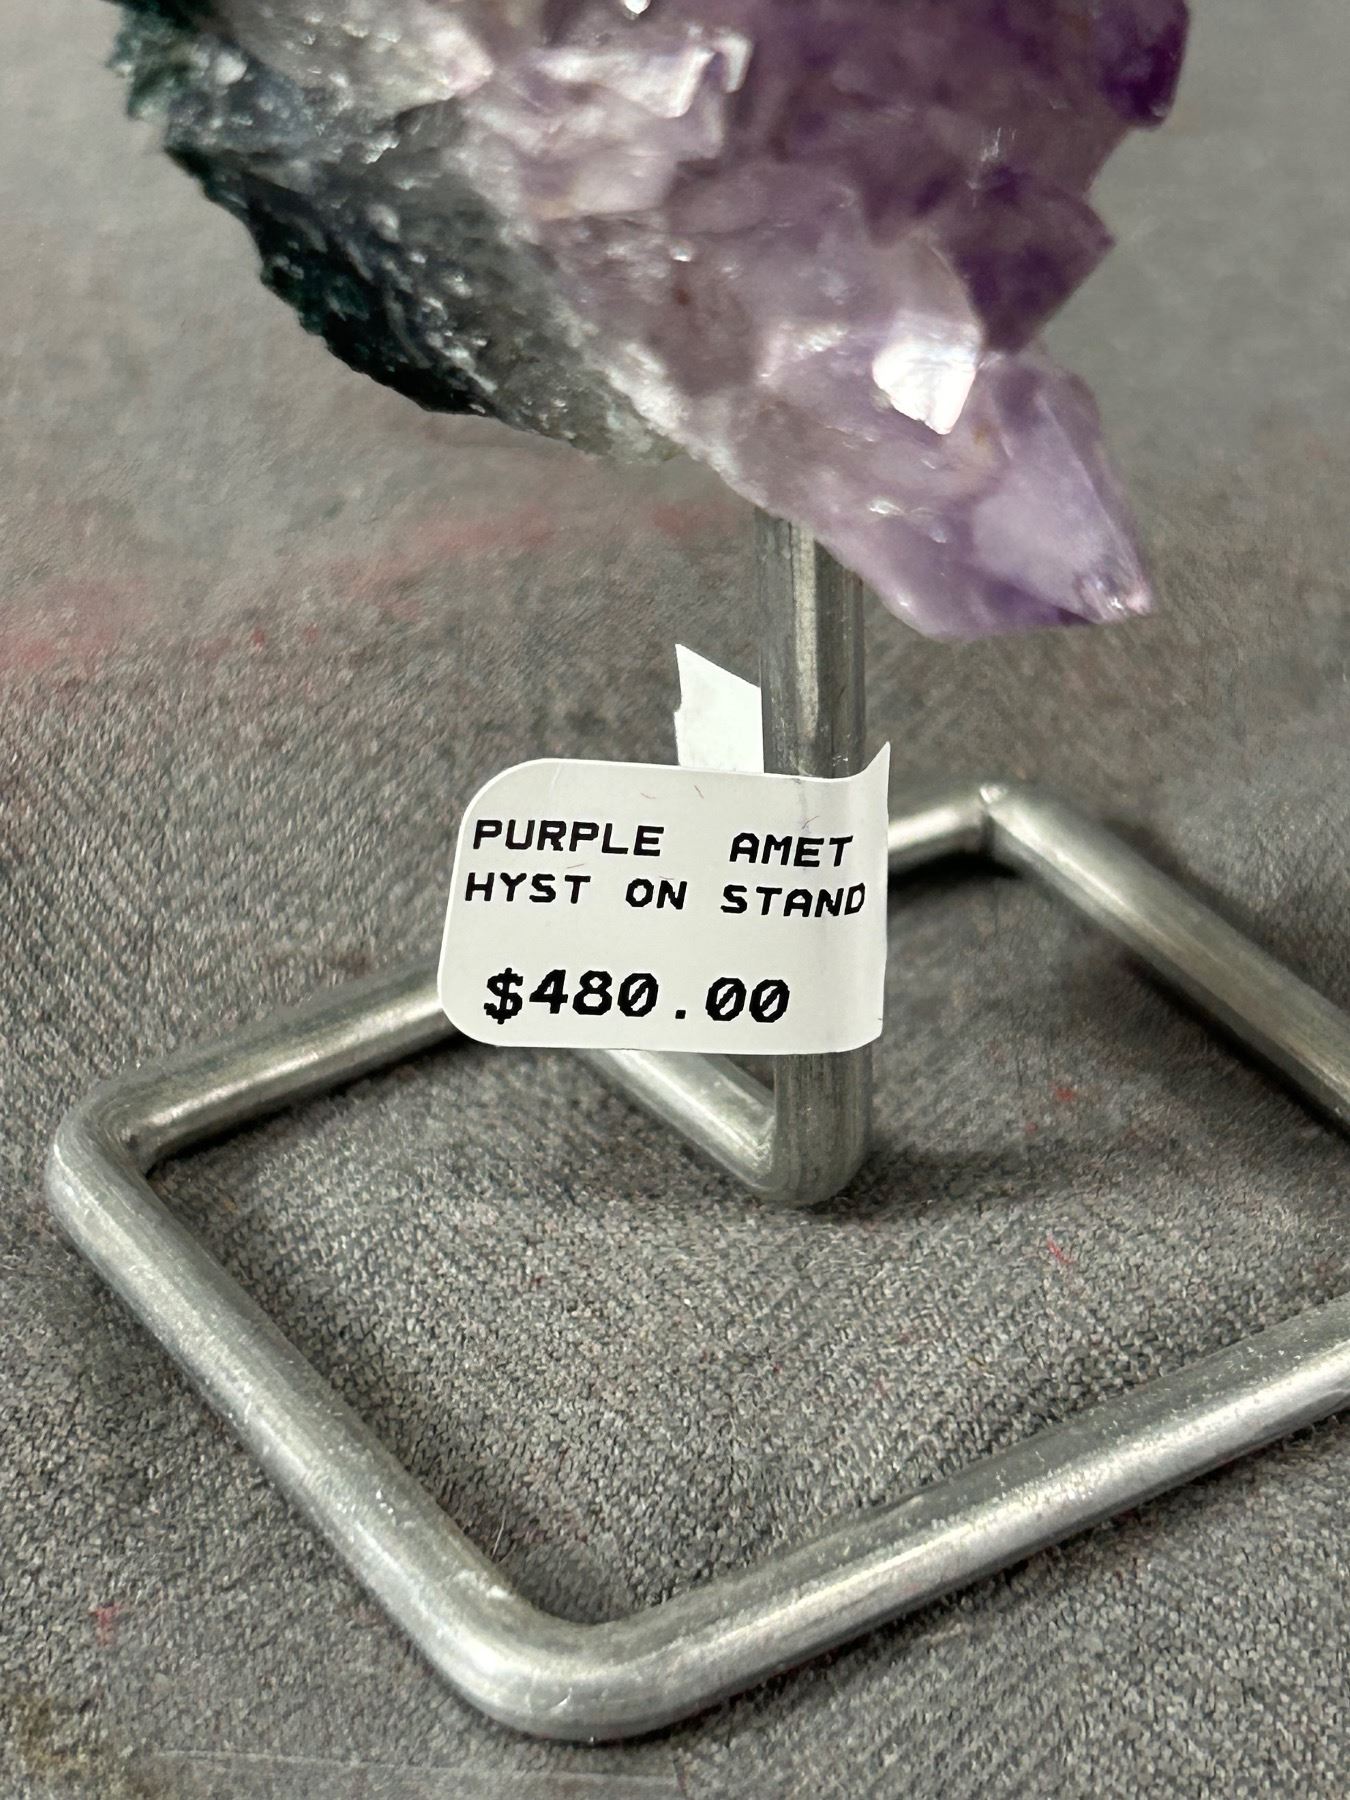 PURPLE AMET
HYST ON STAND
$480.00